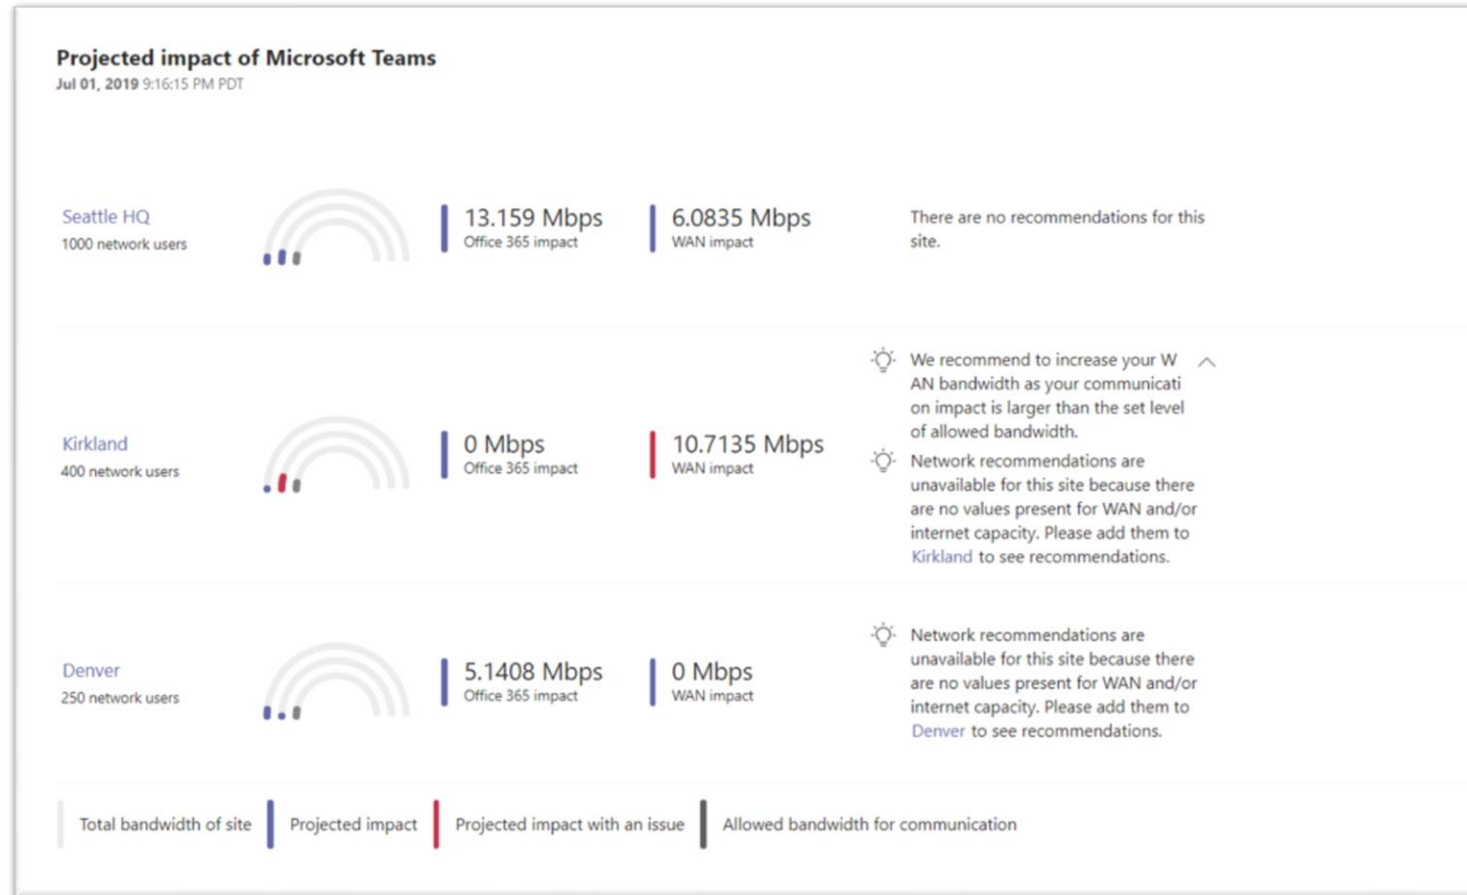 Projected impact of Microsoft Teams
Jul 01, 2019 9:16:15 PM PDT
Seattle HQ
1000 network users
13.159 Mbps
Office 365 impact
6.0835 Mbps
WAN impact
There are no recommendations for this
site.
Kirkland
400 network users
0 Mbps
Office 365 impact
10.7135 Mbps
WAN impact
We recommend to increase your W
AN bandwidth as your communicati
on impact is larger than the set level
of allowed bandwidth.
Network recommendations are
unavailable for this site because there
are no values present for WAN and/or
internet capacity. Please add them to
Kirkland to see recommendations.
Denver
250 network users
5.1408 Mbps
Office 365 impact
0 Mbps
WAN impact
Network recommendations are
unavailable for this site because there
are no values present for WAN and/or
internet capacity. Please add them to
Denver to see recommendations.
Total bandwidth of site
Projected impact
Projected impact with an issue
Allowed bandwidth for communication